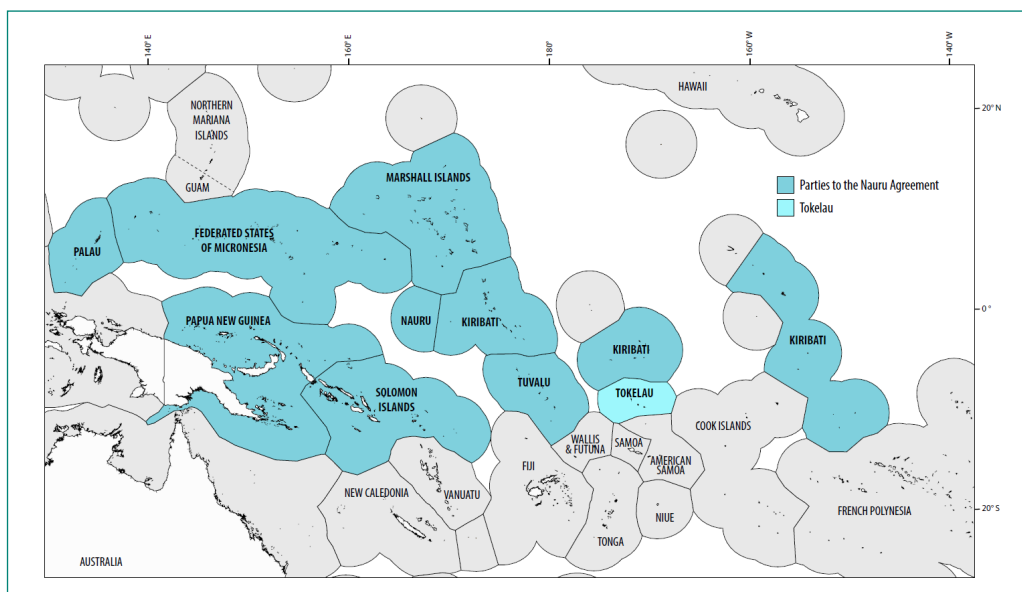 140° E
160° E
180°
160° W
140° W
HAWAII
20°N
NORTHERN
MARIANA
ISLANDS
GUAM
MARSHALL ISLANDS
Parties to the Nauru Agreement
Tokelau
FEDERATED STATES
OF MICRONESIA
PALAU
0°
PAPUA NEW GUINEA
NAURU
KIRIBATI
KIRIBATI
KIRIBATI
TUVALU
TOKELAU
SOLOMON
ISLANDS
COOK ISLANDS
WALLIS
& FUTUNA
SAMOA
AMERICAN
SAMOA
FIJI
NEW CALEDONIA
VANUATU
NIUE
FRENCH POLYNESIA
20°S
TONGA
AUSTRALIA